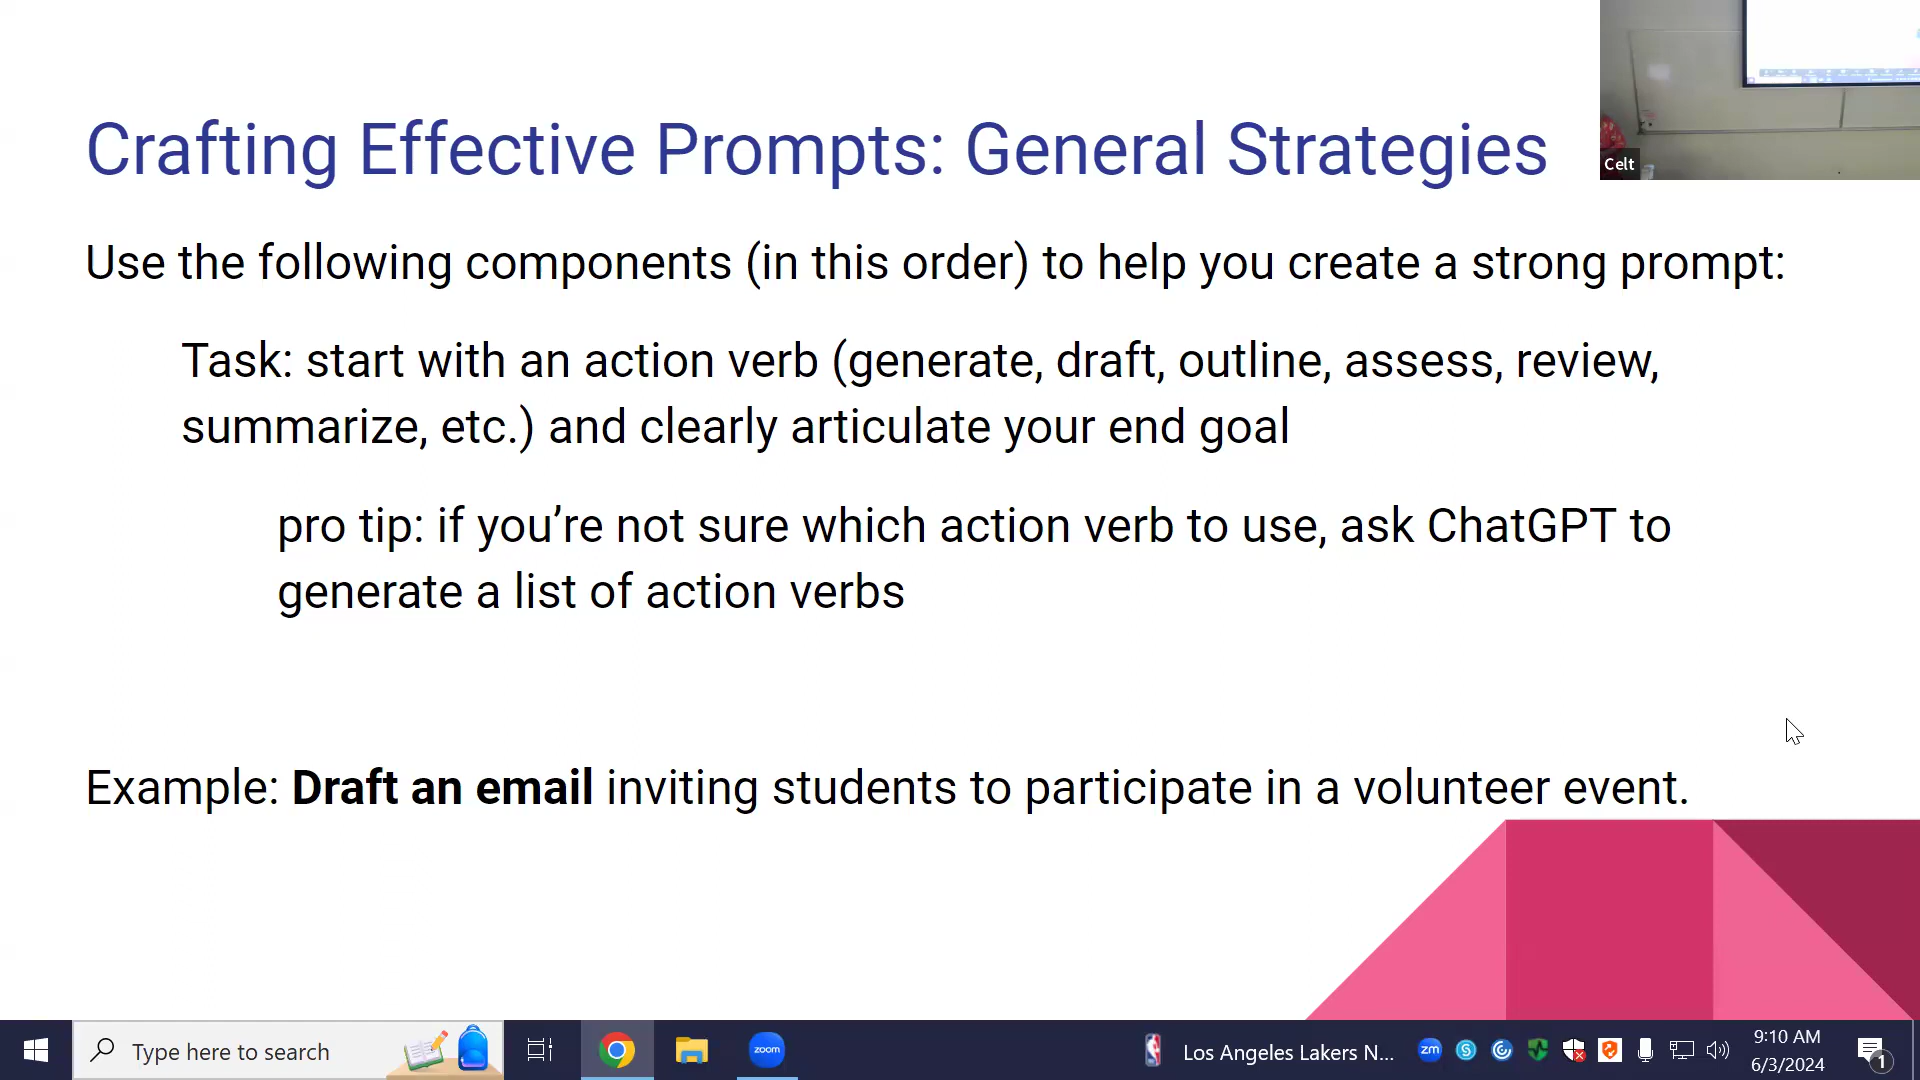 Crafting Effective Prompts: General Strategies
Celt
Use the following components (in this order) to help you create a strong prompt:
Task: start with an action verb (generate, draft, outline, assess, review,
summarize, etc.) and clearly articulate your end goal
pro tip: if you’re not sure which action verb to use, ask ChatGPT to
generate a list of action verbs
Example: Draft an email inviting students to participate in a volunteer event.
Type here to search
zoom
Los Angeles Lakers N...
zm
9:10 AM
6/3/2024
1